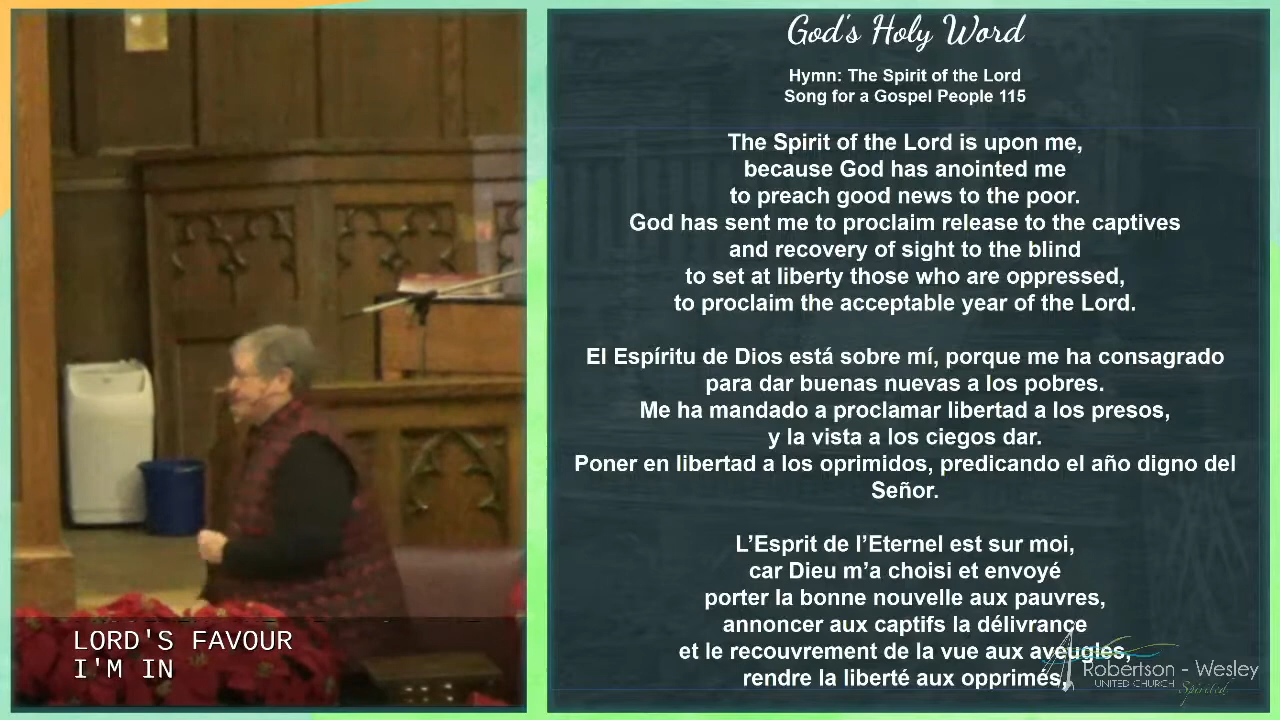 God's Holy Word
Hymn: The Spirit of the Lord
Song for a Gospel People 115
The Spirit of the Lord is upon me,
because God has anointed me
to preach good news to the poor.
God has sent me to proclaim release to the captives
and recovery of sight to the blind
to set at liberty those who are oppressed,
to proclaim the acceptable year of the Lord.
El Espíritu de Dios está sobre mí, porque me ha consagrado
para dar buenas nuevas a los pobres.
Me ha mandado a proclamar libertad a los presos,
y la vista a los ciegos dar.
Poner en libertad a los oprimidos, predicando el año digno del
Señor.
L'Esprit de l'Eternel est sur moi,
car Dieu m'a choisi et envoyé
porter la bonne nouvelle aux pauvres,
annoncer aux captifs la délivrance
et le recouvrement de la vue aux aveugles,
rendre la liberté aux opprimés,
LORD'S FAVOUR
I'M IN
Robertson - Wesley
UNITED CHURCH
Spirited